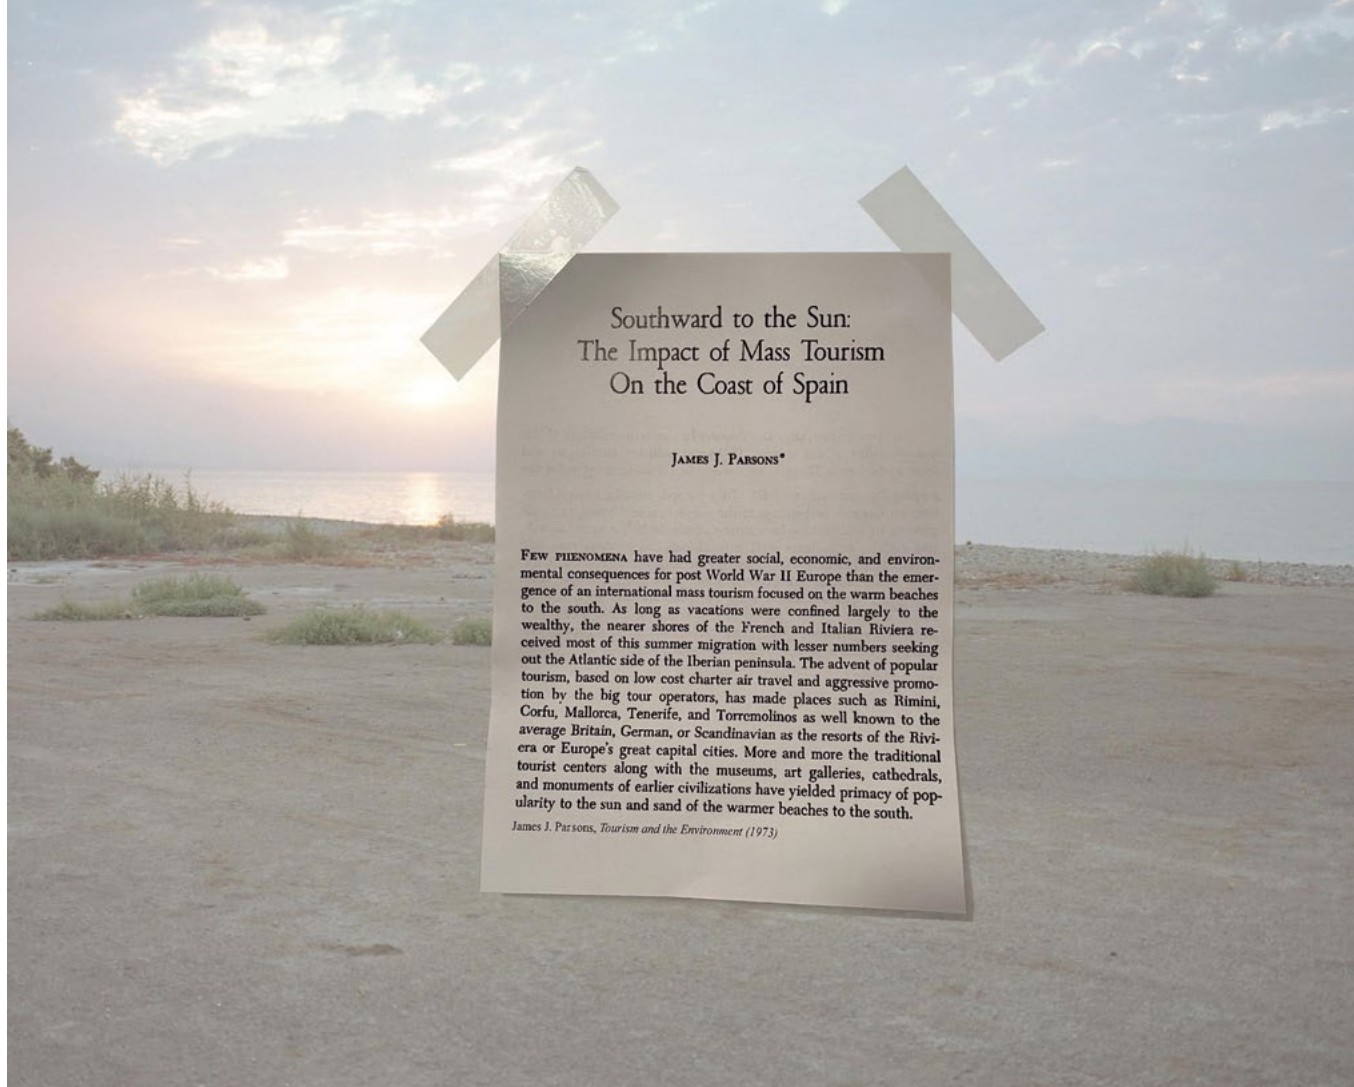 Southward to the Sun:
The Impact of Mass Tourism
On the Coast of Spain
JAMES J. PARSONS*
FEW PHENOMENA have had greater social, economic, and environ-
mental consequences for post World War II Europe than the emer-
gence of an international mass tourism focused on the warm beaches
to the south. As long as vacations were confined largely to the
wealthy, the nearer shores of the French and Italian Riviera re-
ceived most of this summer migration with lesser numbers seeking
out the Atlantic side of the Iberian peninsula. The advent of popular
tourism, based on low cost charter air travel and aggressive promo-
tion by the big tour operators, has made places such as Rimini,
Corfu, Mallorca, Tenerife, and Torremolinos as well known to the
average Britain, German, or Scandinavian as the resorts of the Rivi-
era or Europe's great capital cities. More and more the traditional
tourist centers along with the museums, art galleries, cathedrals,
and monuments of earlier civilizations have yielded primacy of pop-
ularity to the sun and sand of the warmer beaches to the south.
James J. Parsons, Tourism and the Environment (1973)